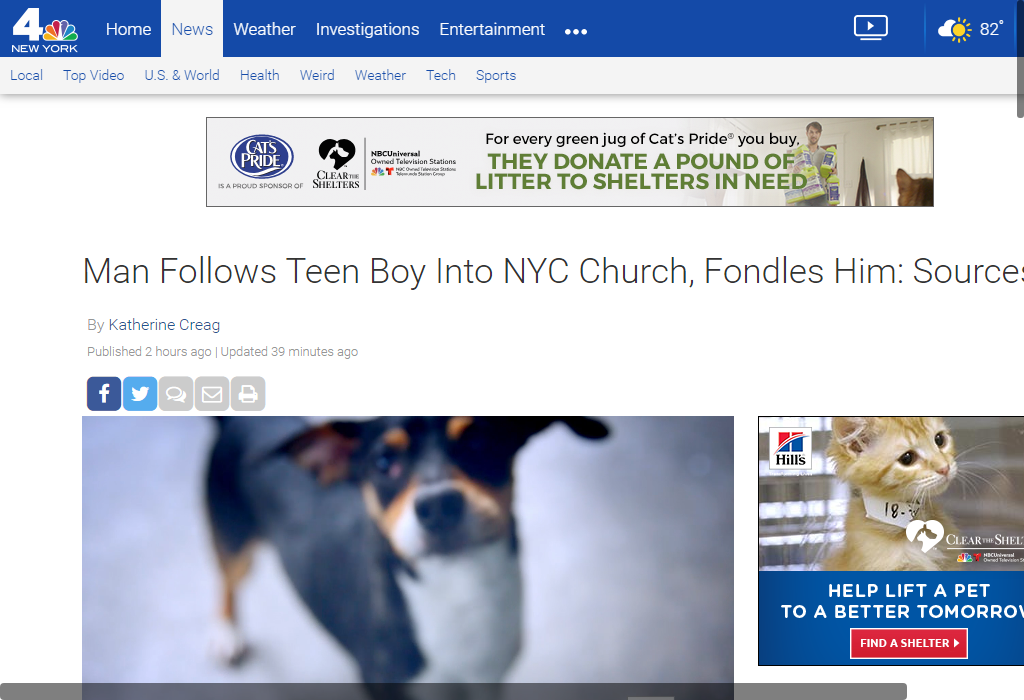 4
NEW YORK
Home
News
Weather
Investigations
Entertainment
82°
Local
Top Video
U.S. & World
Health
Weird
Weather
Tech
Sports
CAT'S
PRIDE
IS A PROUD SPONSOR OF
CLEAR THE
SHELTERS
NBCUniversal
Owned Television Stations
NBC Owned Television Stations
Telemundo Station Group
For every green jug of Cat's Pride® you buy,
THEY DONATE A POUND OF
LITTER TO SHELTERS IN NEED
Man Follows Teen Boy Into NYC Church, Fondles Him: Sources
By Katherine Creag
Published 2 hours ago | Updated 39 minutes ago
Hill's
18-
CLEAR THE SHELT
NBCUniversal
Owned Television St
HELP LIFT A PET
TO A BETTER TOMORROW
FIND A SHELTER